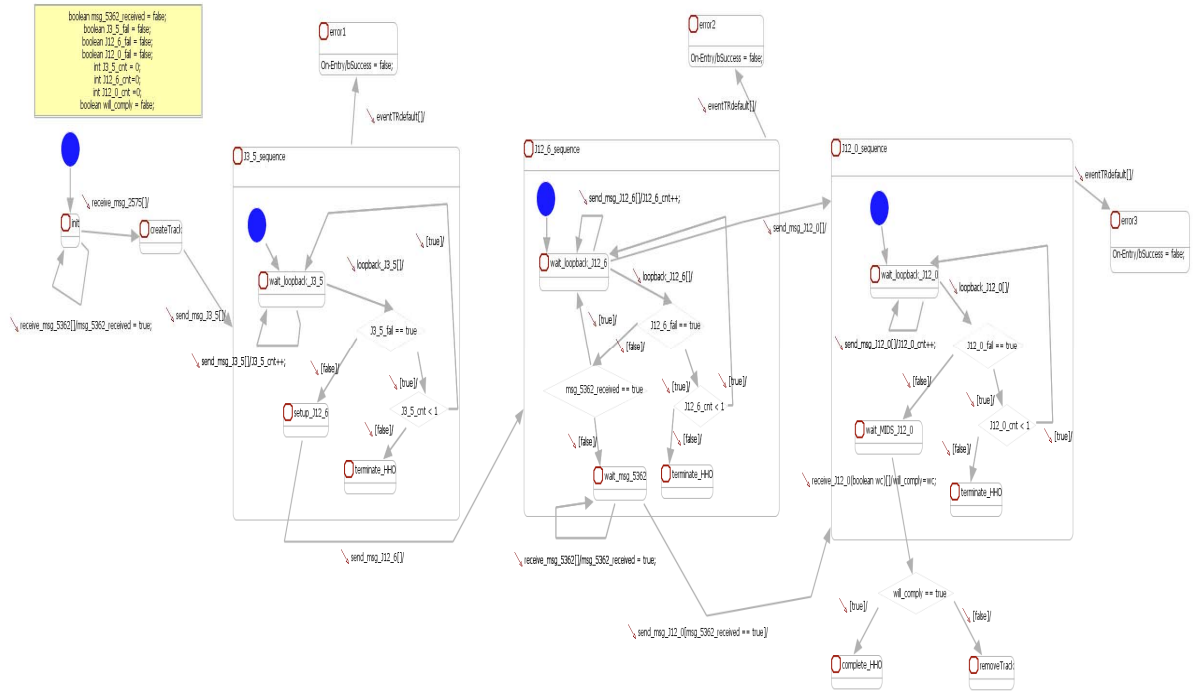 boolean msg_5362_received = false;
boolean J3_5_fail = false;
boolean J12_6_fail = false;
boolean J12_0_fail = false;
int J3_5_cnt = 0;
int J12_6_cnt=0;
int J12_0_cnt =0;
boolean will_comply = false;
init
receive_msg_2575[]/
createTrack
receive_msg_5362[]/msg_5362_received = true;
send_msg_J3_5[]/
error1
On-Entry/bSuccess = false;
eventTRdefault[]/
J3_5_sequence
wait_loopback_J3_5
[true]/
loopback_J3_5[]/
J3_5_fail == true
send_msg_J3_5[]/J3_5_cnt++;
[false]/
[true]/
setup_J12_6
J3_5_cnt < 1
[false]/
terminate_HHO
send_msg_J12_6[]/
error2
On-Entry/bSuccess = false;
eventTRdefault[]/
J12_6_sequence
send_msg_J12_6[]/J12_6_cnt++;
send_msg_J12_0[]/
wait_loopback_J12_6
loopback_J12_6[]/
[true]/
J12_6_fail == true
[false]/
msg_5362_received == true
[true]/
[true]/
J12_6_cnt < 1
[false]/
[false]/
wait_msg_5362
terminate_HHO
receive_msg_5362[]/msg_5362_received = true;
send_msg_J12_0[msg_5362_received == true]/
J12_0_sequence
eventTRdefault[]/
error3
On-Entry/bSuccess = false;
wait_loopback_J12_0
loopback_J12_0[]/
send_msg_J12_0[]/J12_0_cnt++;
J12_0_fail == true
[false]/
[true]/
wait_MIDS_J12_0
J12_0_cnt < 1
[true]/
[false]/
receive_J12_0(boolean wc)[]/will_comply=wc;
terminate_HHO
will_comply == true
[true]/
[false]/
complete_HHO
removeTrack